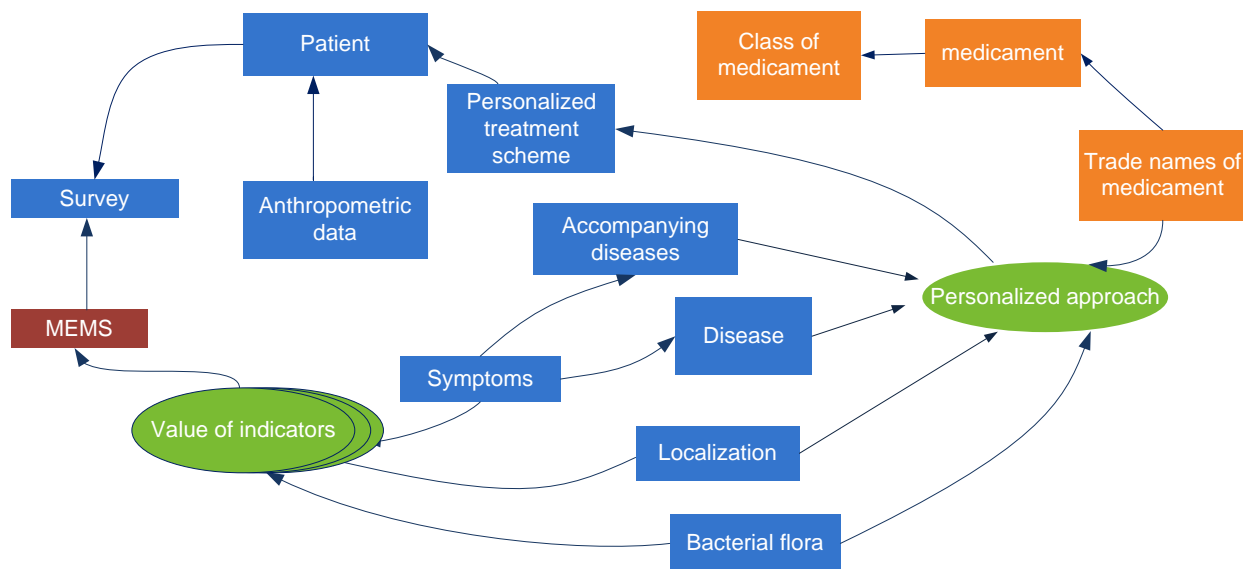 Patient
Class of
medicament
medicament
Personalized
treatment
scheme
Trade names of
medicament
Survey
Anthropometric
data
Accompanying
diseases
Personalized approach
MEMS
Disease
Symptoms
Value of indicators
Localization
Bacterial flora